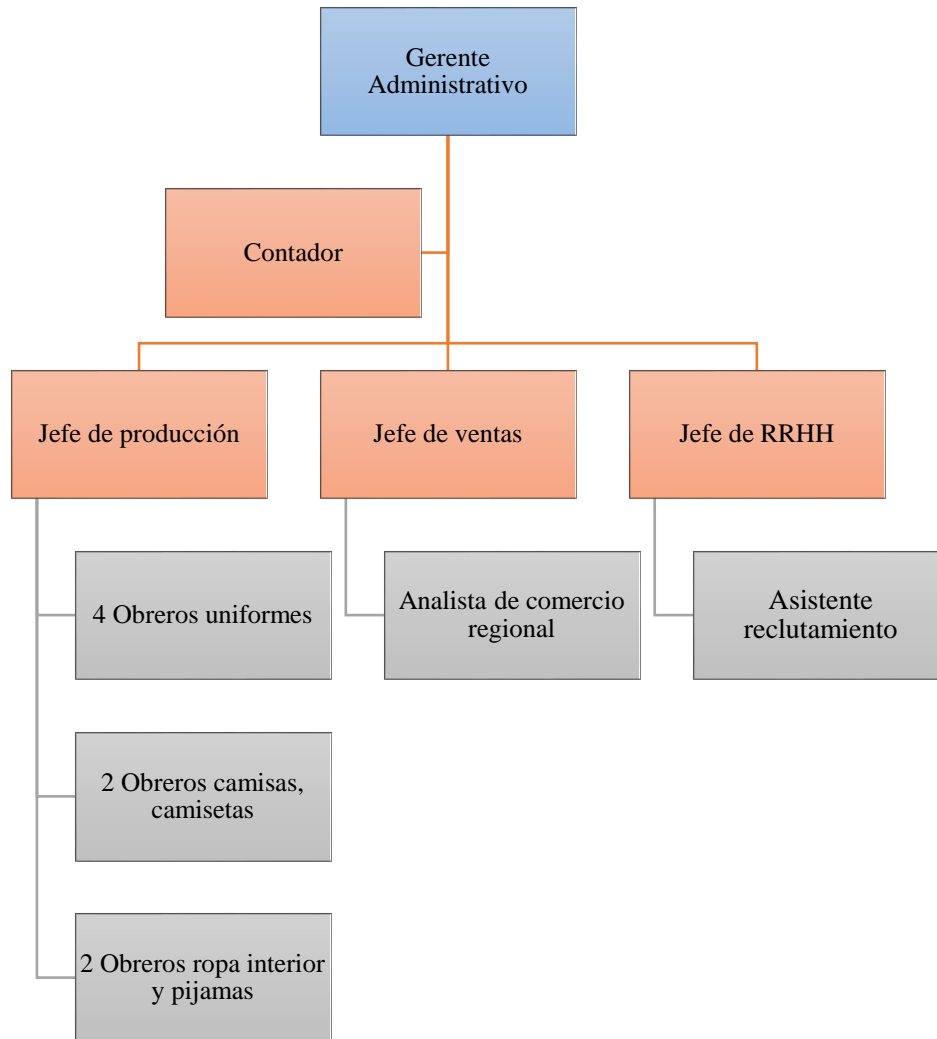 Gerente
Administrativo
Contador
Jefe de producción
Jefe de ventas
Jefe de RRHH
4 Obreros uniformes
Analista de comercio
regional
Asistente
reclutamiento
2 Obreros camisas,
camisetas
2 Obreros ropa interior
y pijamas